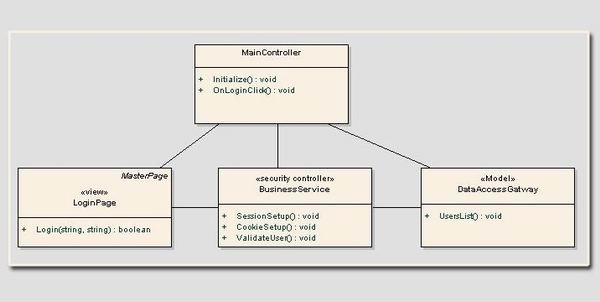 MainController
+ Initialize() : void
+ OnLoginClick() : void
MasterPage
«view»
LoginPage
+ Login(string, string) : boolean
«security controller»
BusinessService
+ SessionSetup() : void
+ CookieSetup() : void
+ ValidateUser() : void
«Model»
DataAccessGatway
+ UsersList() : void